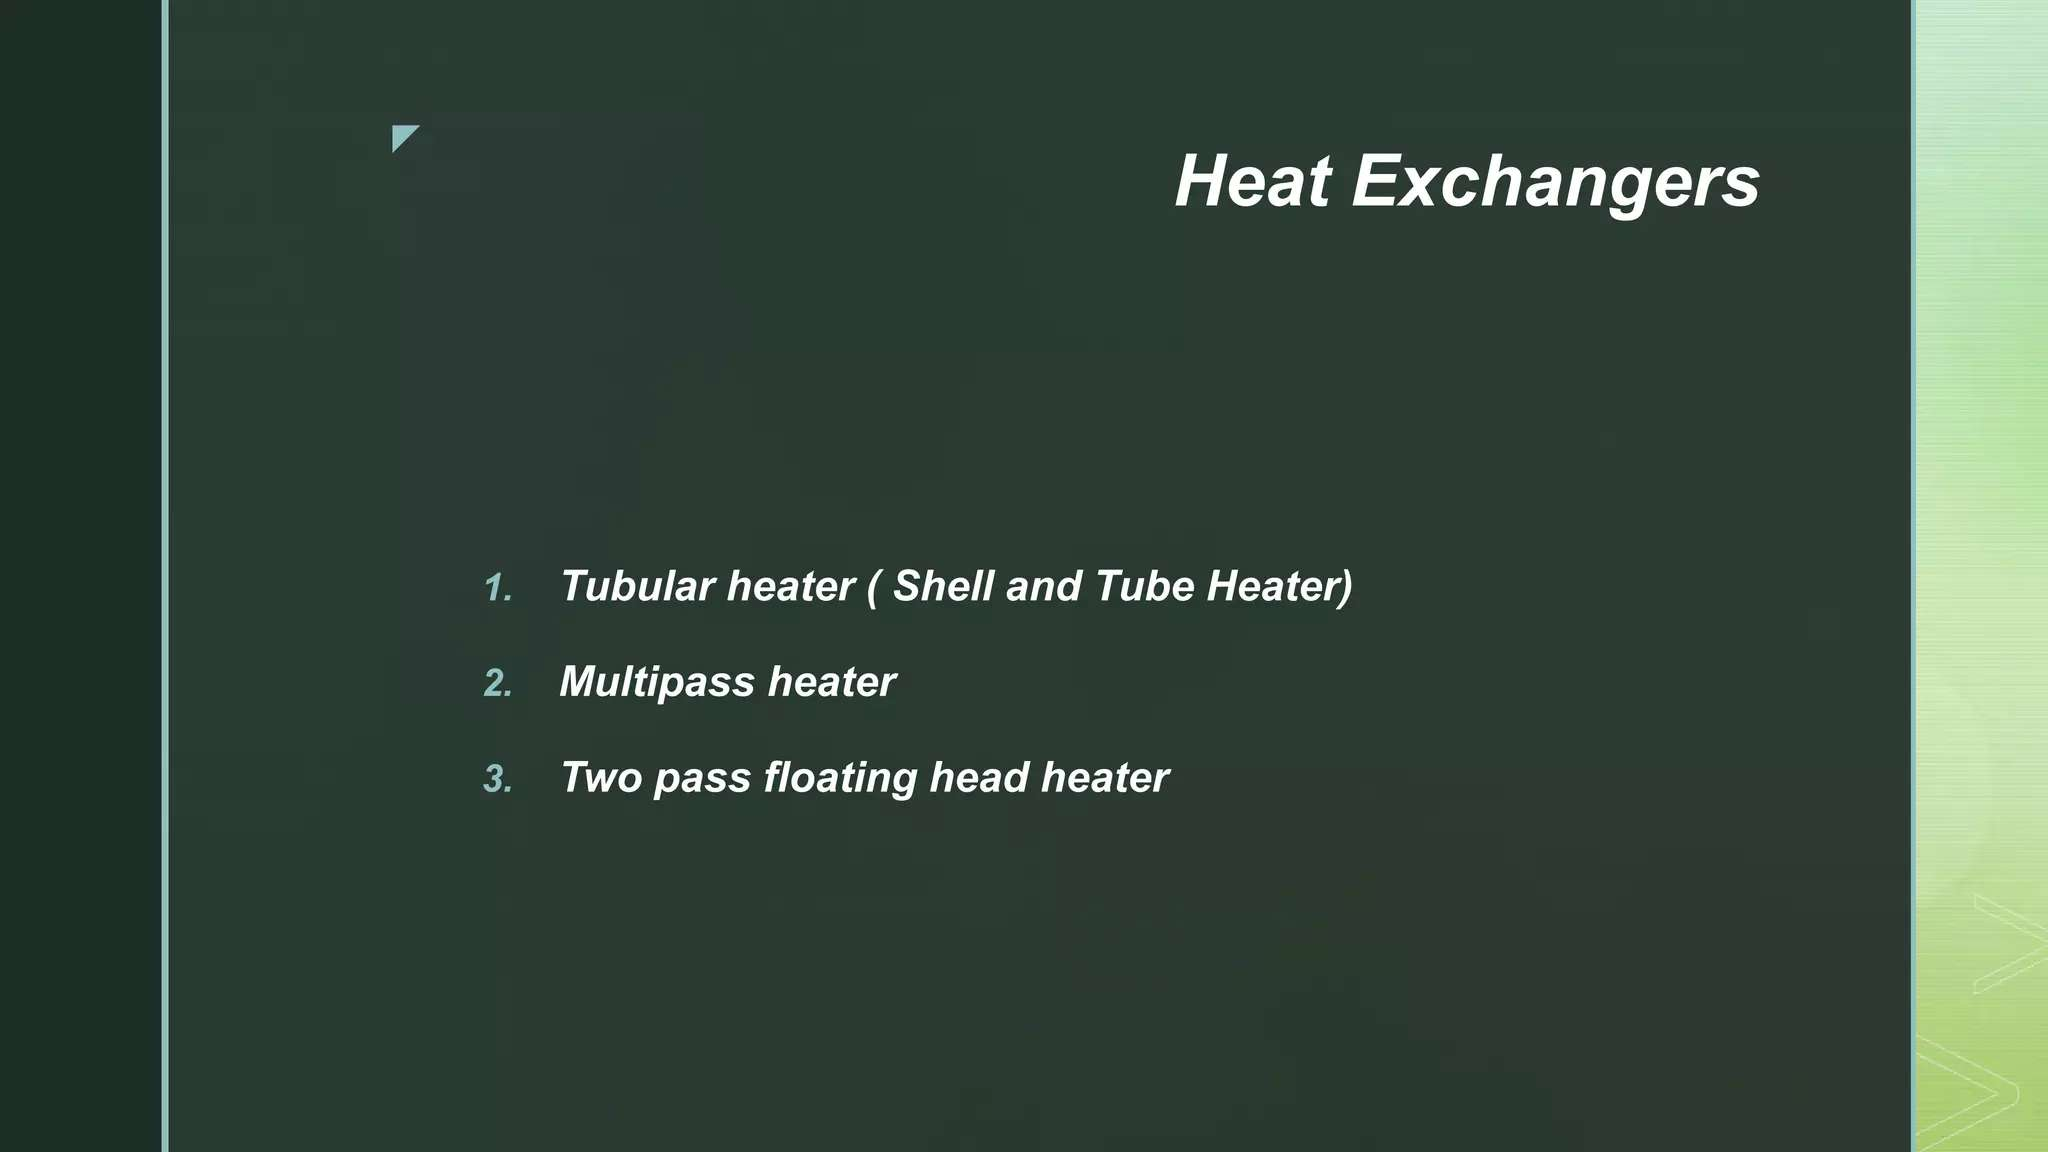 Heat Exchangers
1. Tubular heater ( Shell and Tube Heater)
2. Multipass heater
3. Two pass floating head heater